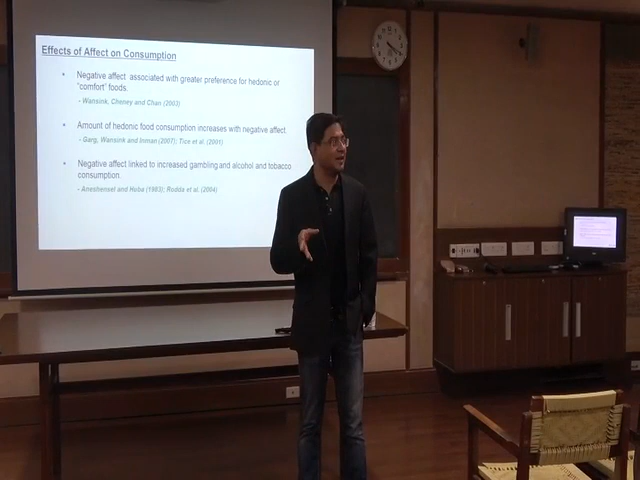 Effects of Affect on Consumption
• Negative affect associated with greater preference for hedonic or
"comfort" foods.
- Wansink, Cheney and Chan (2003)
• Amount of hedonic food consumption increases with negative affect.
- Garg, Wansink and Inman (2007); Tice et al. (2001)
• Negative affect linked to increased gambling and alcohol and tobacco
consumption.
- Aneshensel and Huba (1983); Rodda et al. (2004)